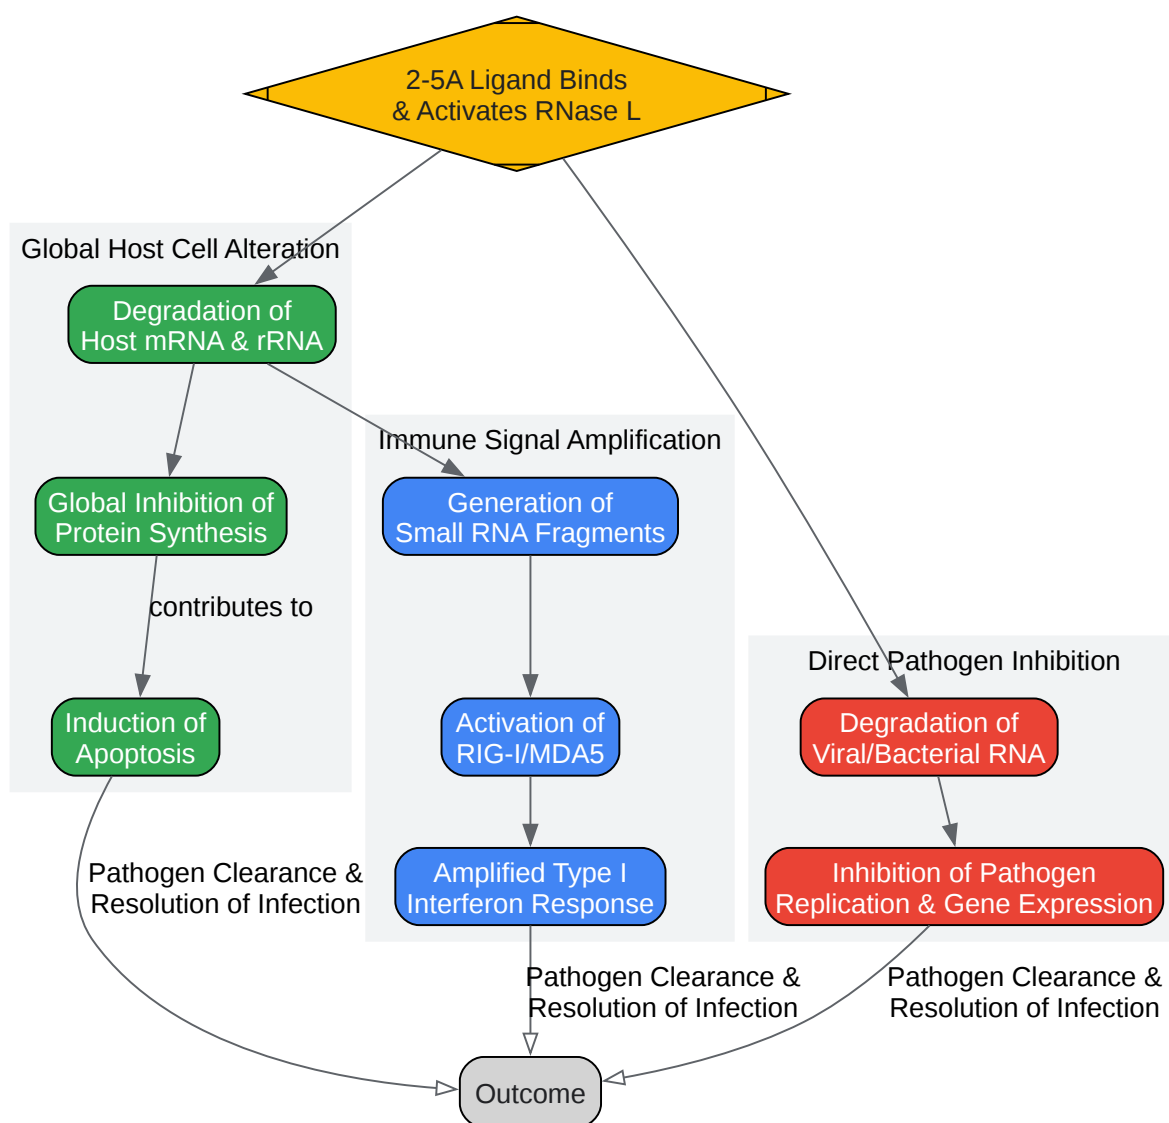 2-5A Ligand Binds
& Activates RNase L
Global Host Cell Alteration
Degradation of
Host mRNA & rRNA
Immune Signal Amplification
Global Inhibition of
Protein Synthesis
Generation of
Small RNA Fragments
contributes to
Direct Pathogen Inhibition
Induction of
Apoptosis
Activation of
RIG-I/MDA5
Degradation of
Viral/Bacterial RNA
Pathogen Clearance &
Resolution of Infection
Amplified Type I
Interferon Response
Inhibition of Pathogen
Replication & Gene Expression
Pathogen Clearance &
Resolution of Infection
Pathogen Clearance &
Resolution of Infection
Outcome